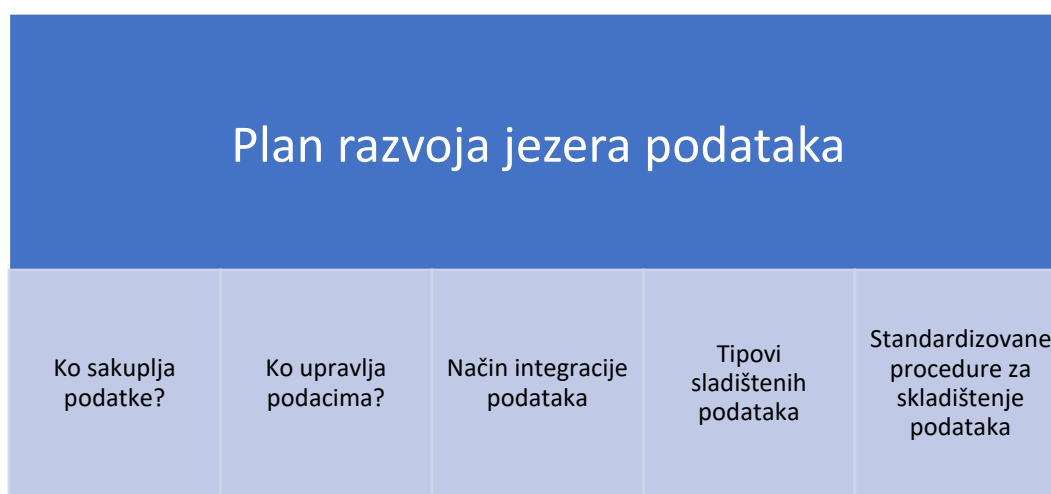 Plan razvoja jezera podataka
Ko sakuplja
podatke?
Ko upravlja
podacima?
Način integracije
podataka
Tipovi
sladištenih
podataka
Standardizovane
procedure za
skladištenje
podataka